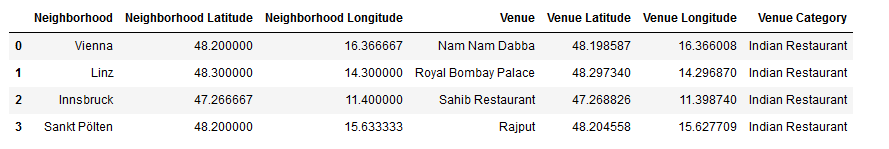 Neighborhood Neighborhood Latitude Neighborhood Longitude Venue Venue Latitude Venue Longitude Venue Category
0 Vienna 48.200000 16.366667 Nam Nam Dabba 48.198587 16.366008 Indian Restaurant
1 Linz 48.300000 14.300000 Royal Bombay Palace 48.297340 14.296870 Indian Restaurant
2 Innsbruck 47.266667 11.400000 Sahib Restaurant 47.268826 11.398740 Indian Restaurant
3 Sankt Pölten 48.200000 15.633333 Rajput 48.204558 15.627709 Indian Restaurant